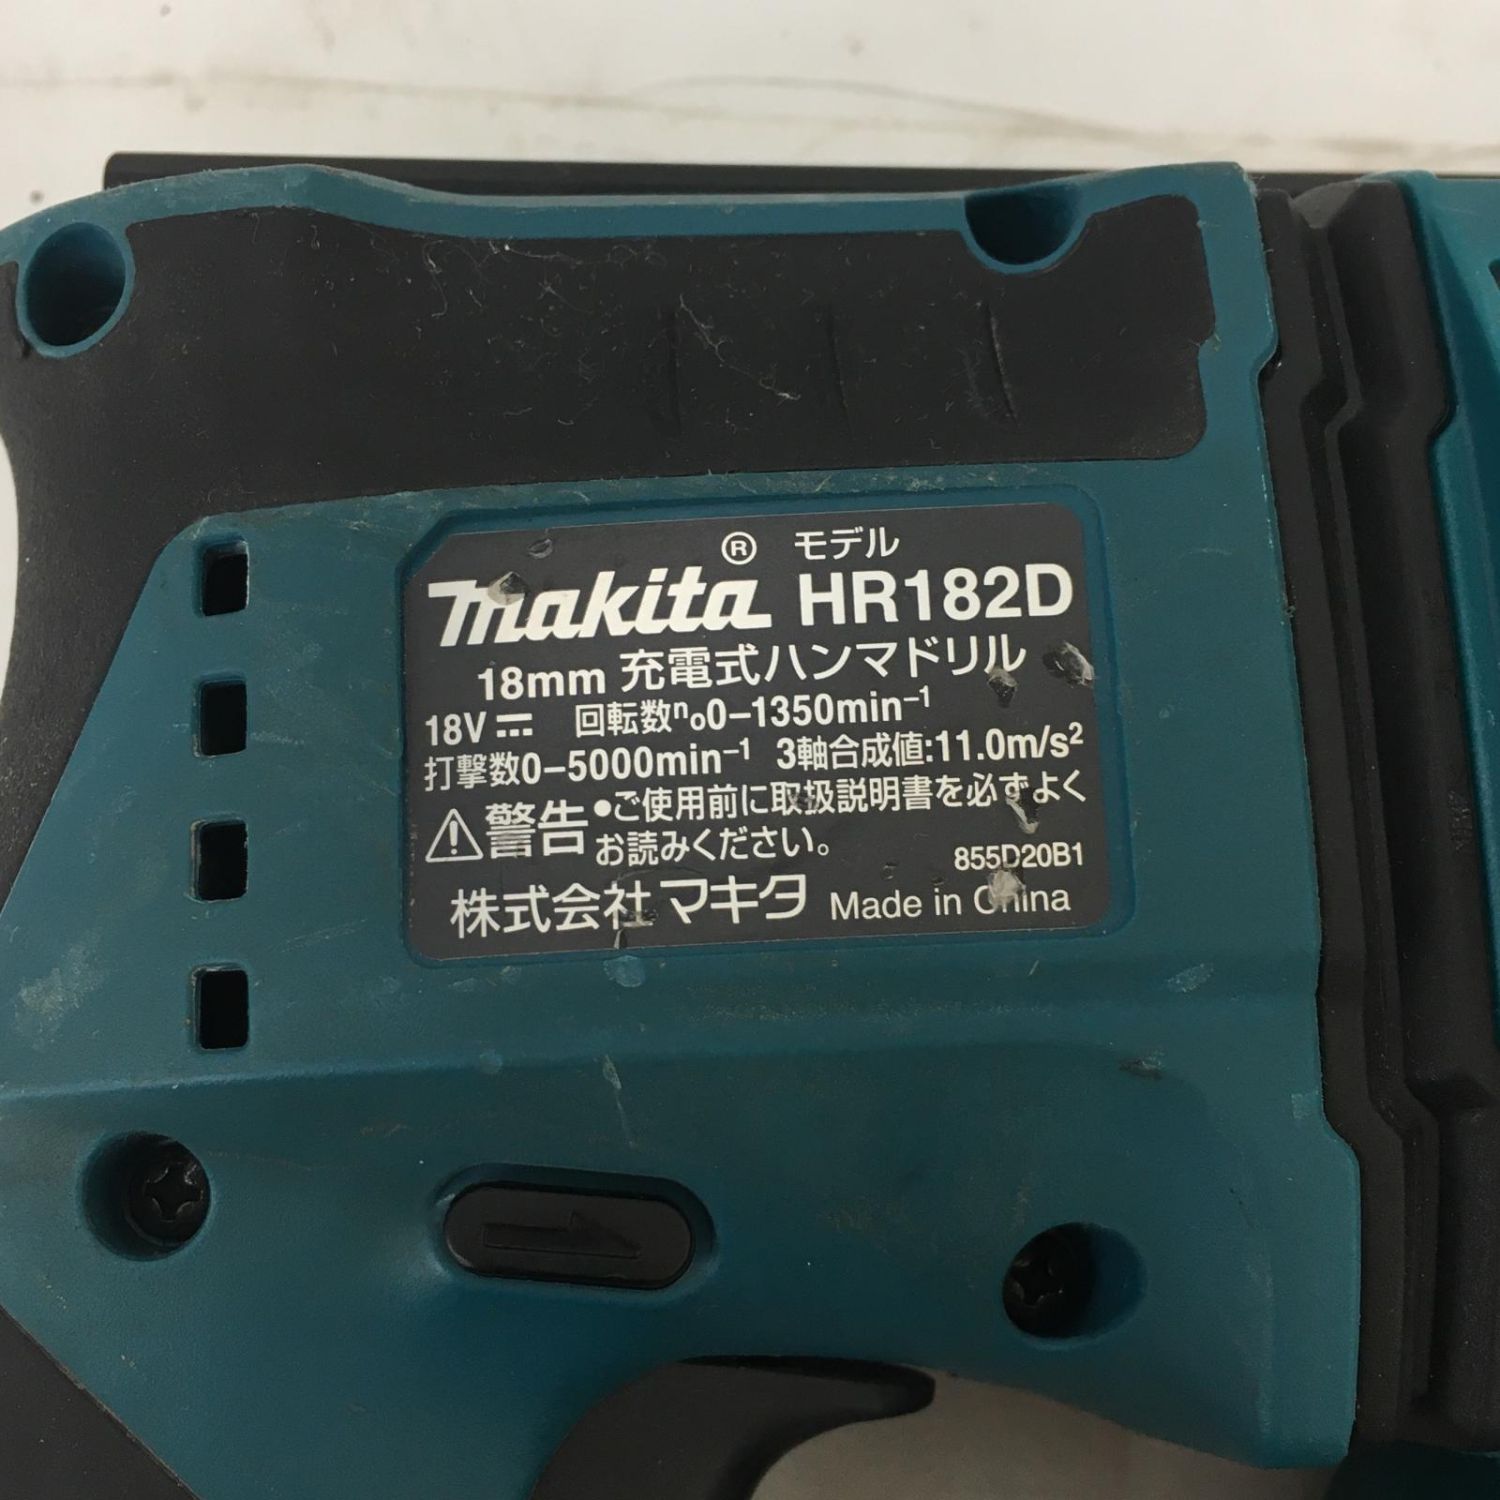 ® モデル
makita HR182D
18mm 充電式ハンマドリル
18V⎓ 回転数n₀0–1350min⁻¹
打撃数0–5000min⁻¹ 3軸合成値:11.0m/s²
⚠警告 •ご使用前に取扱説明書を必ずよく
お読みください。
855D20B1
株式会社マキタ Made in China